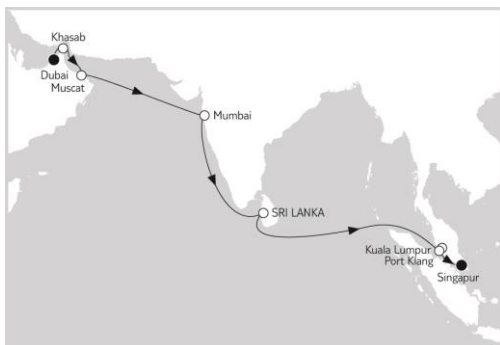 Khasab
Dubai
Muscat
Mumbai
SRI LANKA
Kuala Lumpur
Port Klang
Singapur